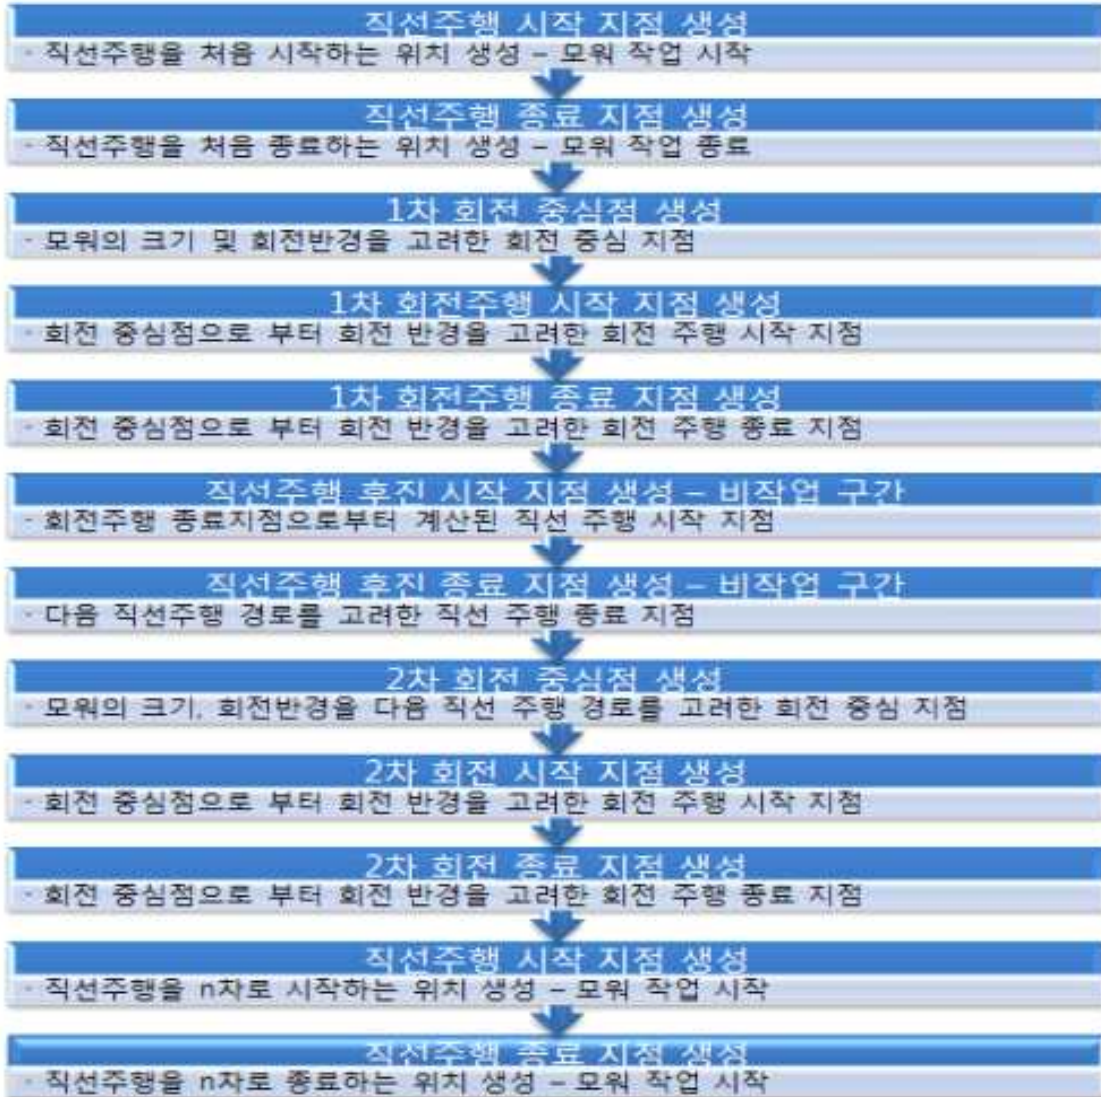 직선주행 시작 지점 생성
· 직선주행을 처음 시작하는 위치 생성 – 모워 작업 시작
직선주행 종료 지점 생성
· 직선주행을 처음 종료하는 위치 생성 – 모워 작업 종료
1차 회전 중심점 생성
· 모워의 크기 및 회전반경을 고려한 회전 중심 지점
1차 회전주행 시작 지점 생성
· 회전 중심점으로 부터 회전 반경을 고려한 회전 주행 시작 지점
1차 회전주행 종료 지점 생성
· 회전 중심점으로 부터 회전 반경을 고려한 회전 주행 종료 지점
직선주행 후진 시작 지점 생성 – 비작업 구간
· 회전주행 종료지점으로부터 계산된 직선 주행 시작 지점
직선주행 후진 종료 지점 생성 – 비작업 구간
· 다음 직선주행 경로를 고려한 직선 주행 종료 지점
2차 회전 중심점 생성
· 모워의 크기, 회전반경을 다음 직선 주행 경로를 고려한 회전 중심 지점
2차 회전 시작 지점 생성
· 회전 중심점으로 부터 회전 반경을 고려한 회전 주행 시작 지점
2차 회전 종료 지점 생성
· 회전 중심점으로 부터 회전 반경을 고려한 회전 주행 종료 지점
직선주행 시작 지점 생성
· 직선주행을 n차로 시작하는 위치 생성 – 모워 작업 시작
직선주행 종료 지점 생성
· 직선주행을 n차로 종료하는 위치 생성 – 모워 작업 시작